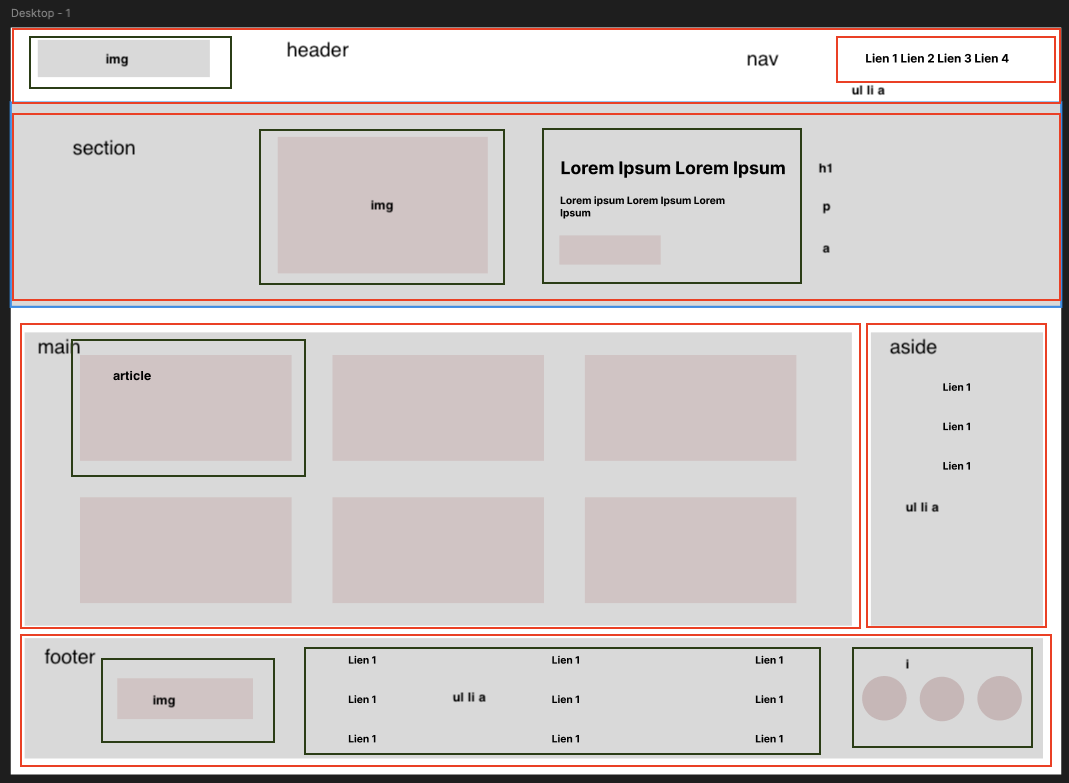 Desktop - 1
img
header
nav
Lien 1 Lien 2 Lien 3 Lien 4
ul li a
section
img
Lorem Ipsum Lorem Ipsum
h1
Lorem ipsum Lorem Ipsum Lorem
Ipsum
p
a
main
article
aside
Lien 1
Lien 1
Lien 1
ul li a
footer
img
Lien 1
Lien 1
Lien 1
ul li a
Lien 1
Lien 1
Lien 1
Lien 1
Lien 1
Lien 1
i